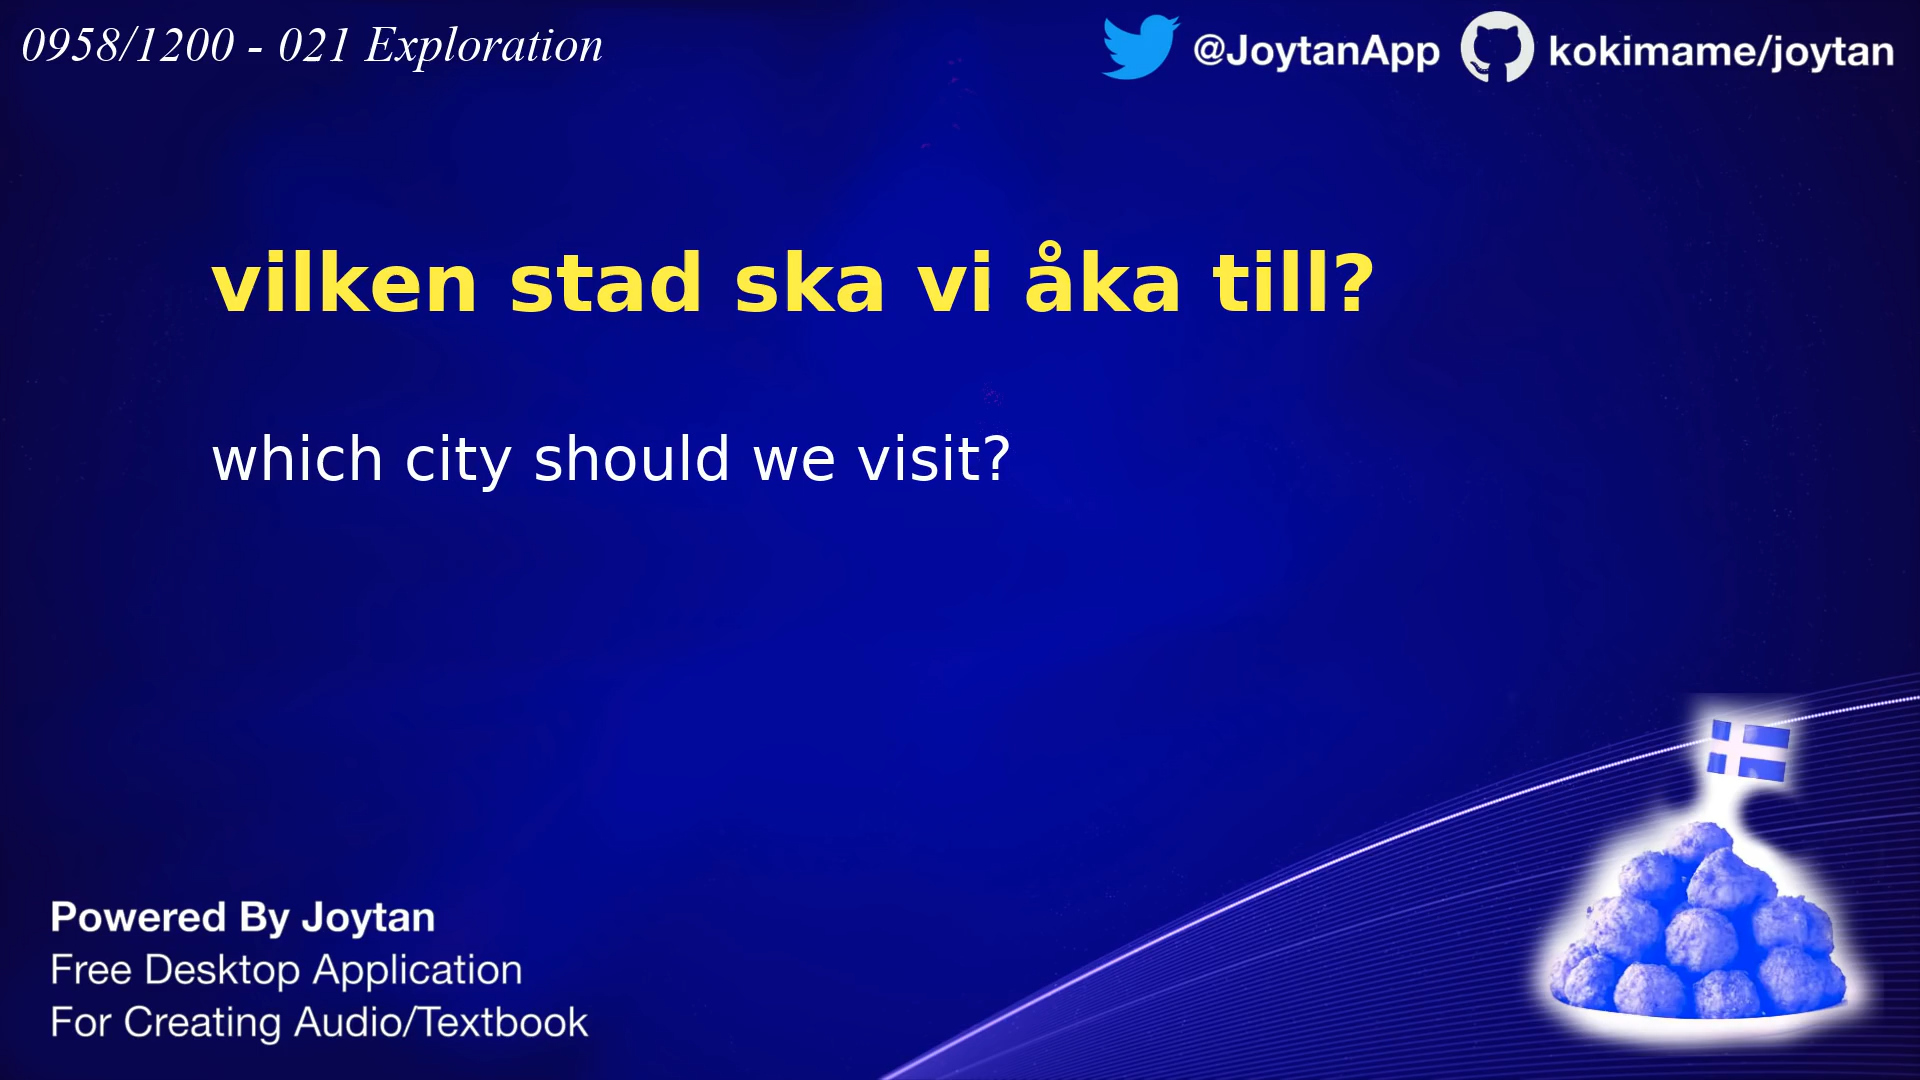 0958/1200 - 021 Exploration
@JoytanApp kokimame/joytan
vilken stad ska vi åka till?
which city should we visit?
Powered By Joytan
Free Desktop Application
For Creating Audio/Textbook